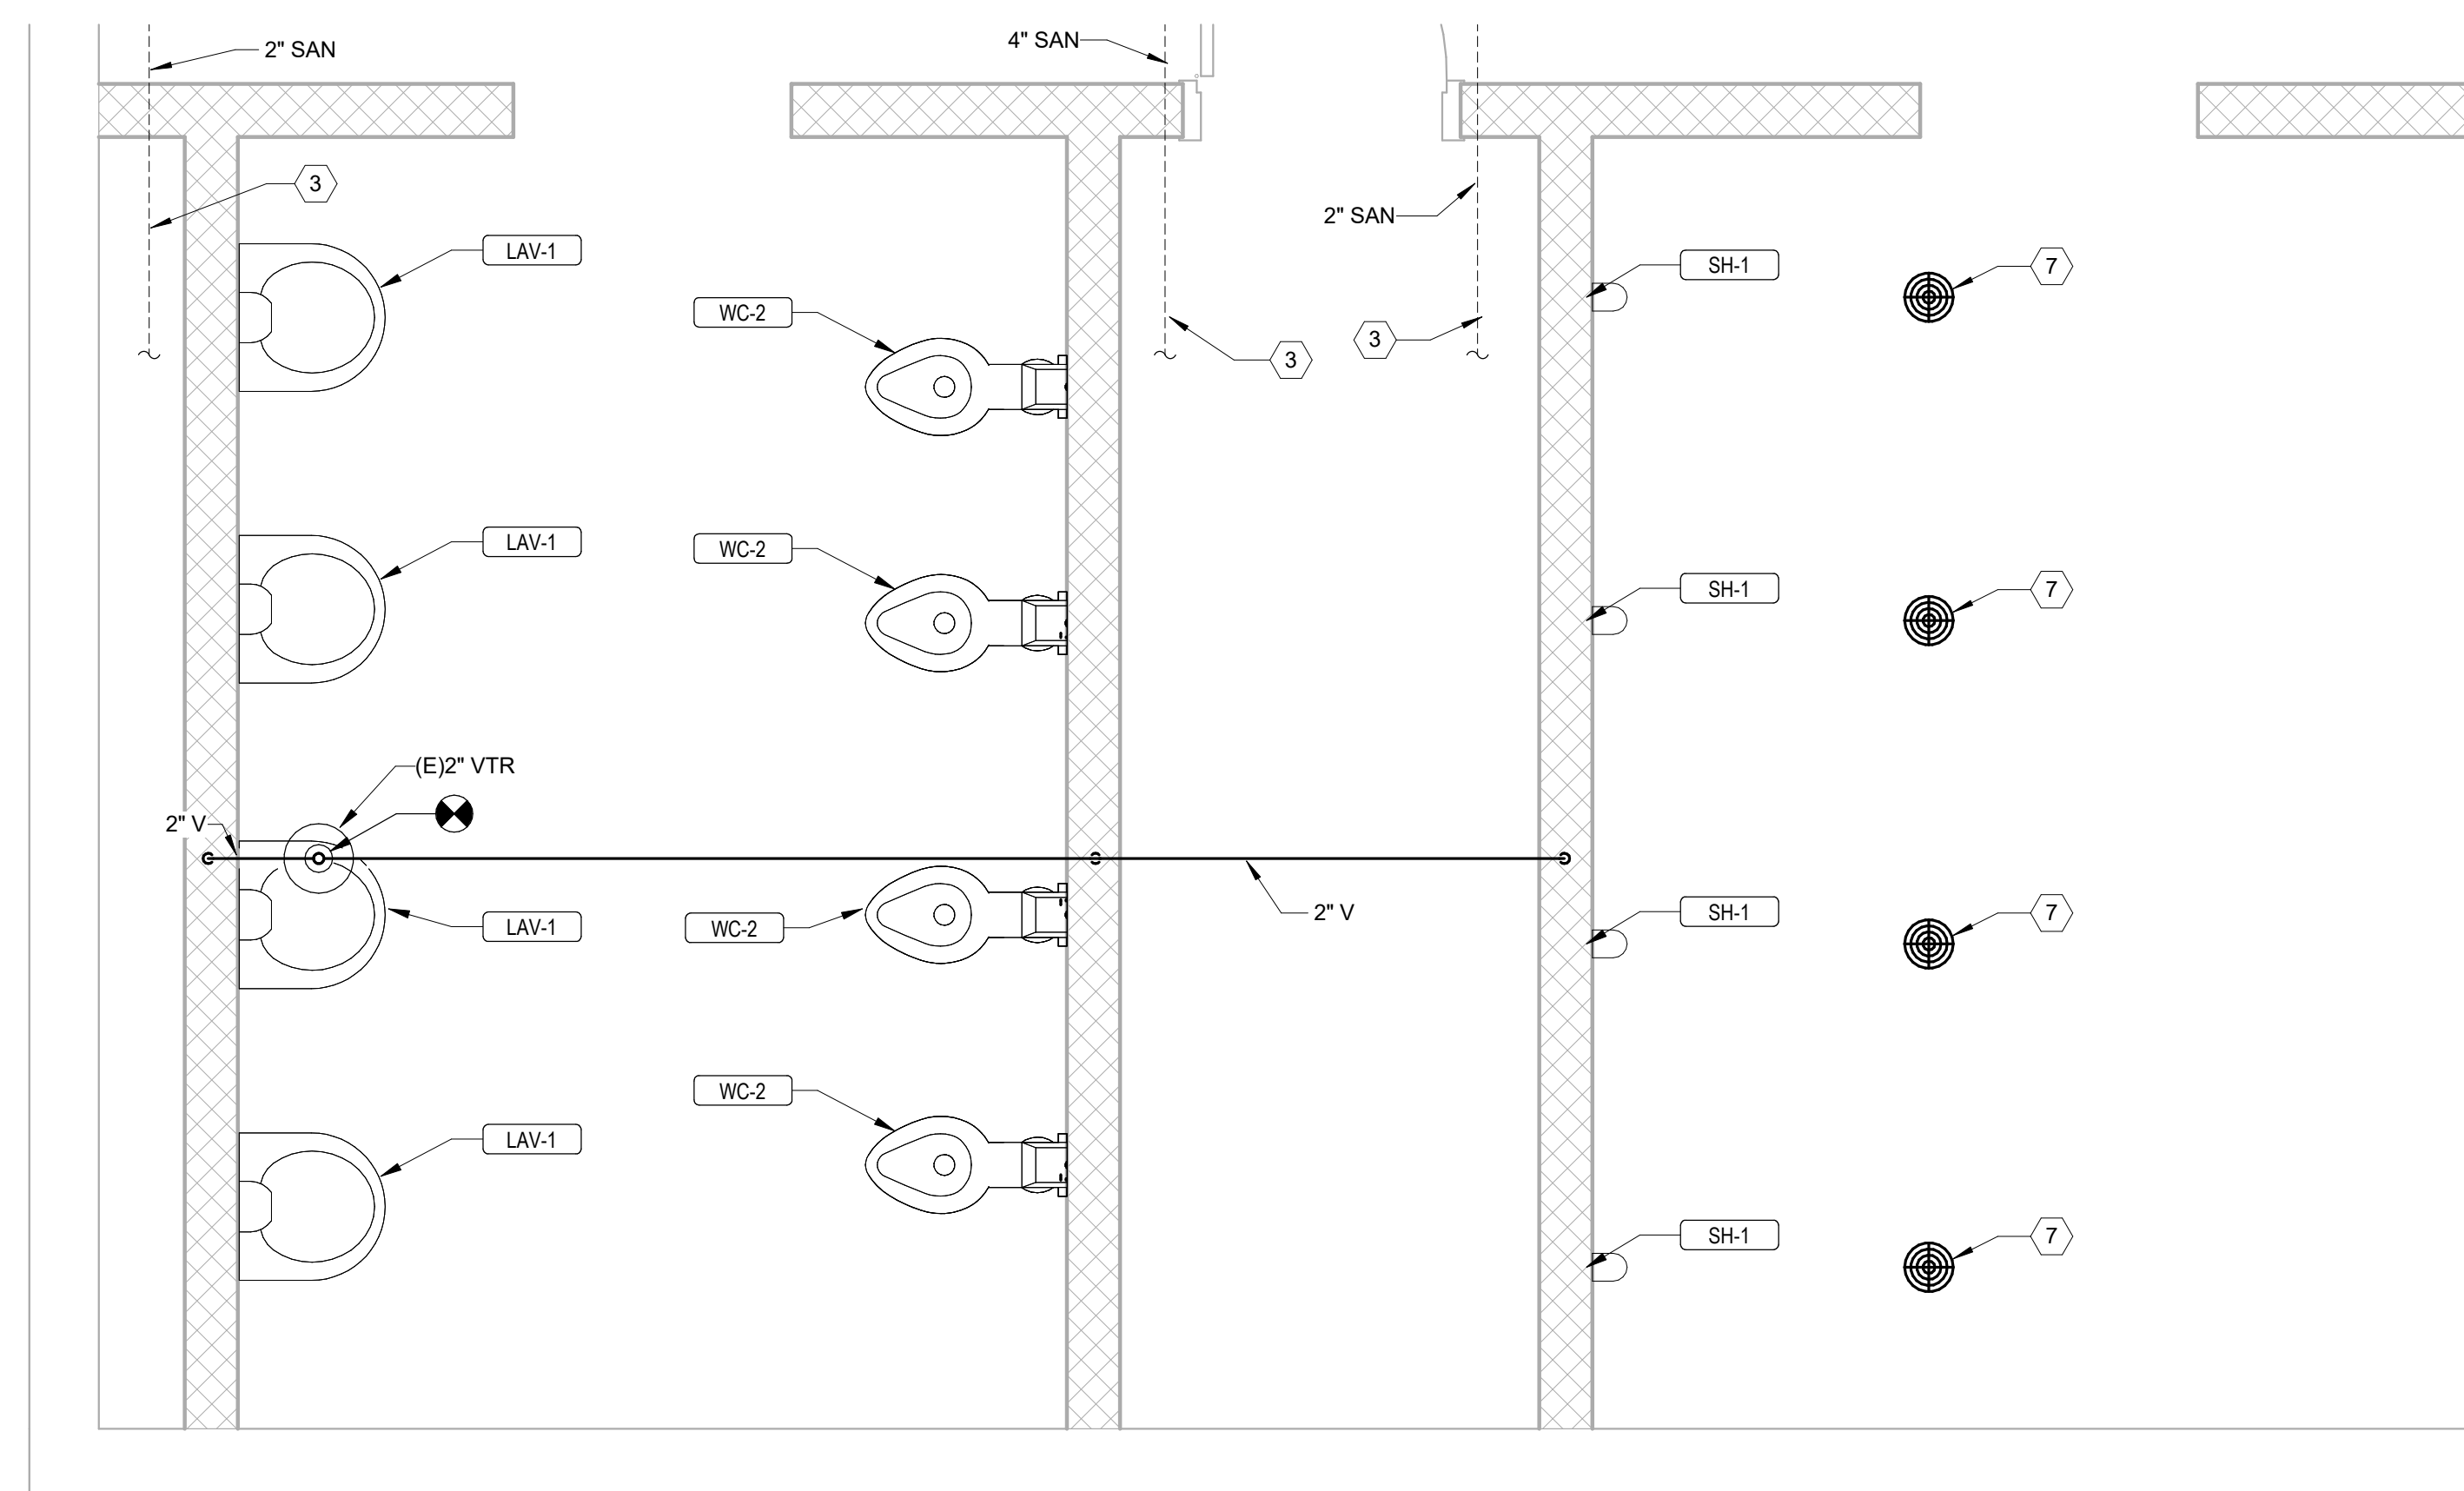 2" SAN
4" SAN
3
2" SAN
LAV-1
SH-1
7
WC-2
3
3
LAV-1
WC-2
SH-1
7
(E)2" VTR
2" V
LAV-1
WC-2
2" V
SH-1
7
WC-2
LAV-1
SH-1
7